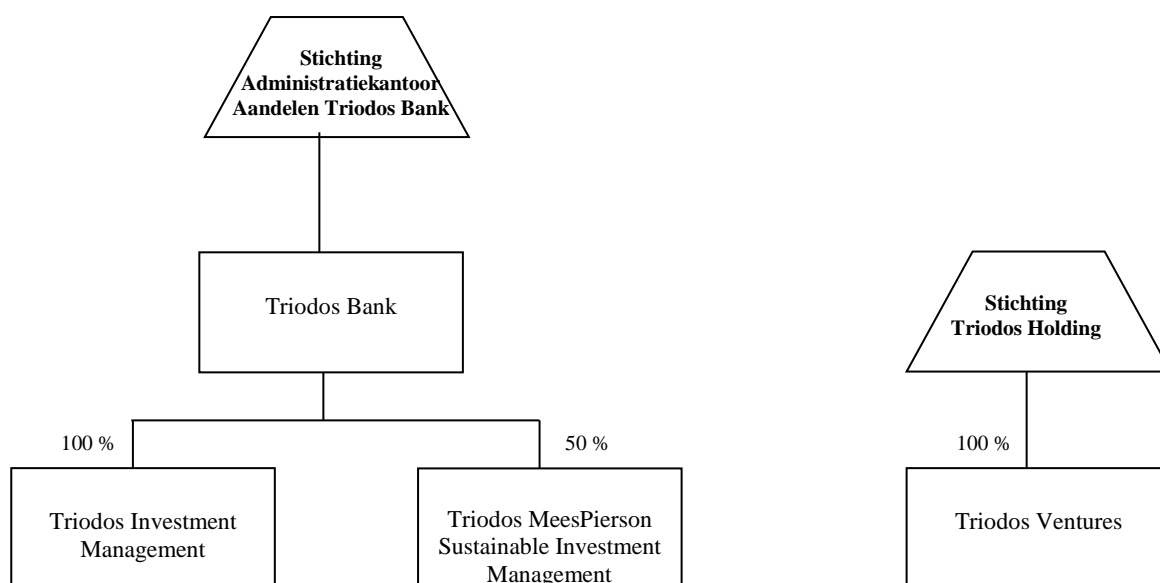 Stichting
Administratiekantoor
Aandelen Triodos Bank
Triodos Bank
Stichting
Triodos Holding
100 %
50 %
100 %
Triodos Investment
Management
Triodos MeesPierson
Sustainable Investment
Management
Triodos Ventures